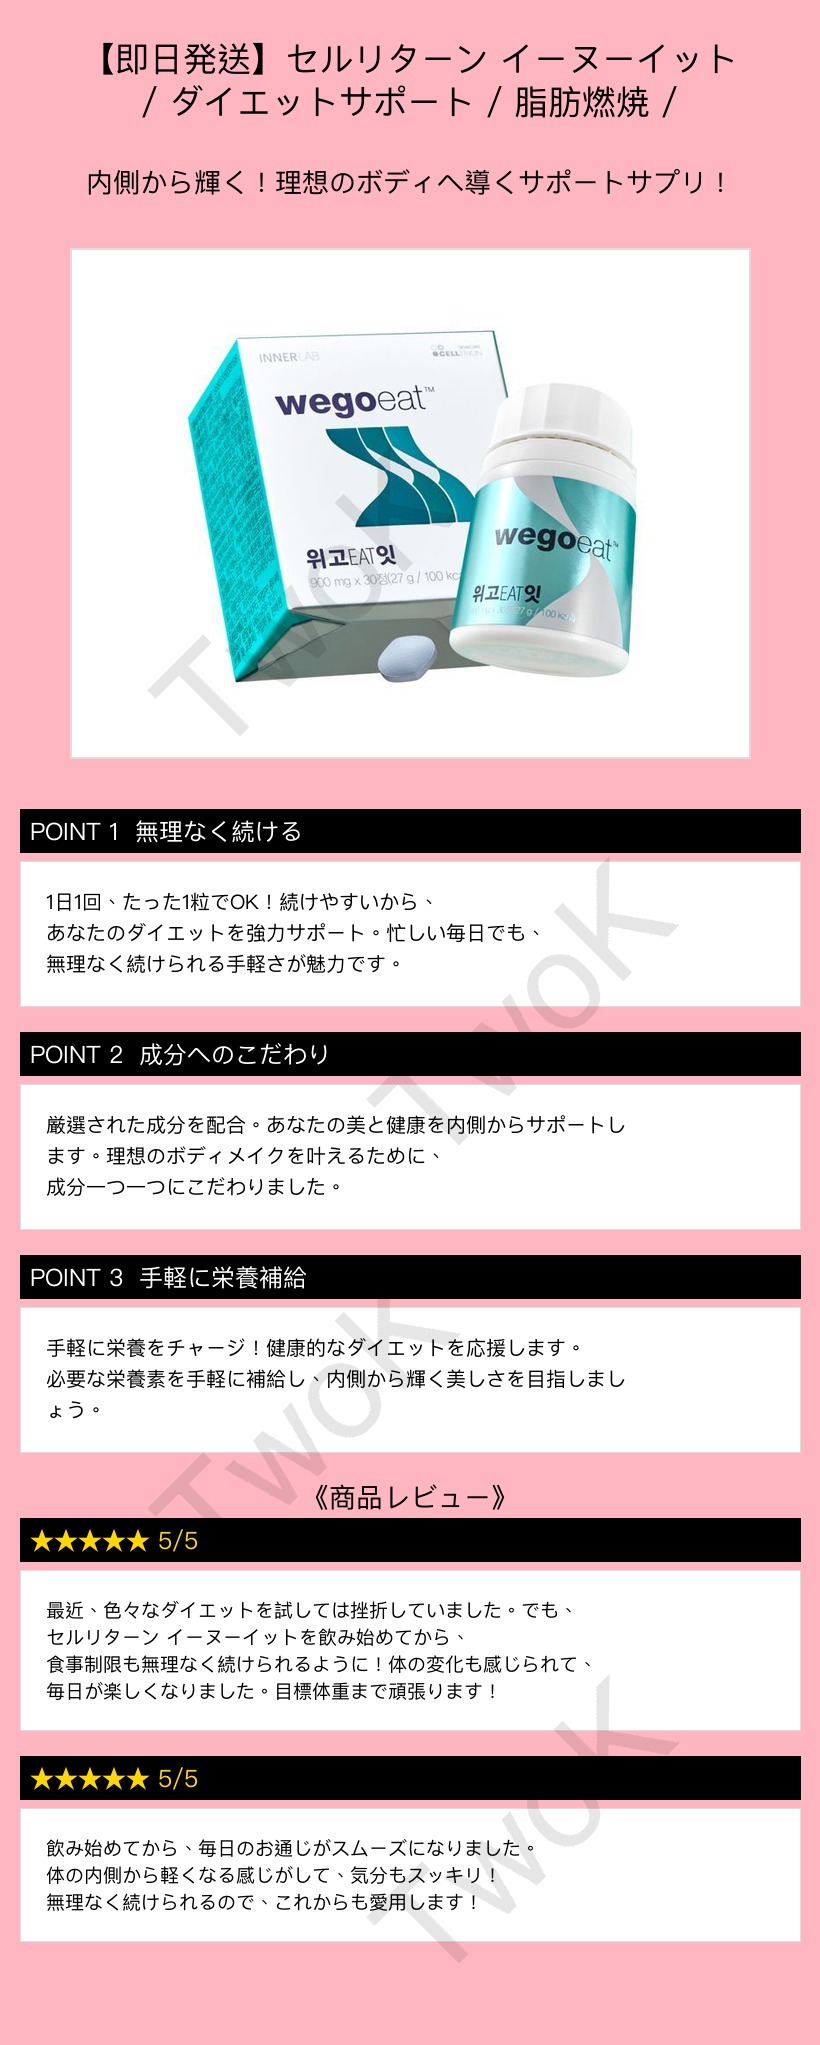 【即日発送】セルリターン イーヌーイット
/ ダイエットサポート / 脂肪燃焼 /
内側から輝く！理想のボディへ導くサポートサプリ！
INNERLAB
CELLRETURN
wegoeat™
위고EAT잇
900 mg x 30정(27 g / 100 kc
wegoeat™
위고EAT잇
TwoK
POINT 1 無理なく続ける
1日1回、たった1粒でOK！続けやすいから、
あなたのダイエットを強力サポート。忙しい毎日でも、
無理なく続けられる手軽さが魅力です。
TwoK
POINT 2 成分へのこだわり
厳選された成分を配合。あなたの美と健康を内側からサポートし
ます。理想のボディメイクを叶えるために、
成分一つ一つにこだわりました。
POINT 3 手軽に栄養補給
手軽に栄養をチャージ！健康的なダイエットを応援します。
必要な栄養素を手軽に補給し、内側から輝く美しさを目指しまし
ょう。
TwoK
《商品レビュー》
★★★★★ 5/5
最近、色々なダイエットを試しては挫折していました。でも、
セルリターン イーヌーイットを飲み始めてから、
食事制限も無理なく続けられるように！体の変化も感じられて、
毎日が楽しくなりました。目標体重まで頑張ります！
★★★★★ 5/5
飲み始めてから、毎日のお通じがスムーズになりました。
体の内側から軽くなる感じがして、気分もスッキリ！
無理なく続けられるので、これからも愛用します！
TwoK